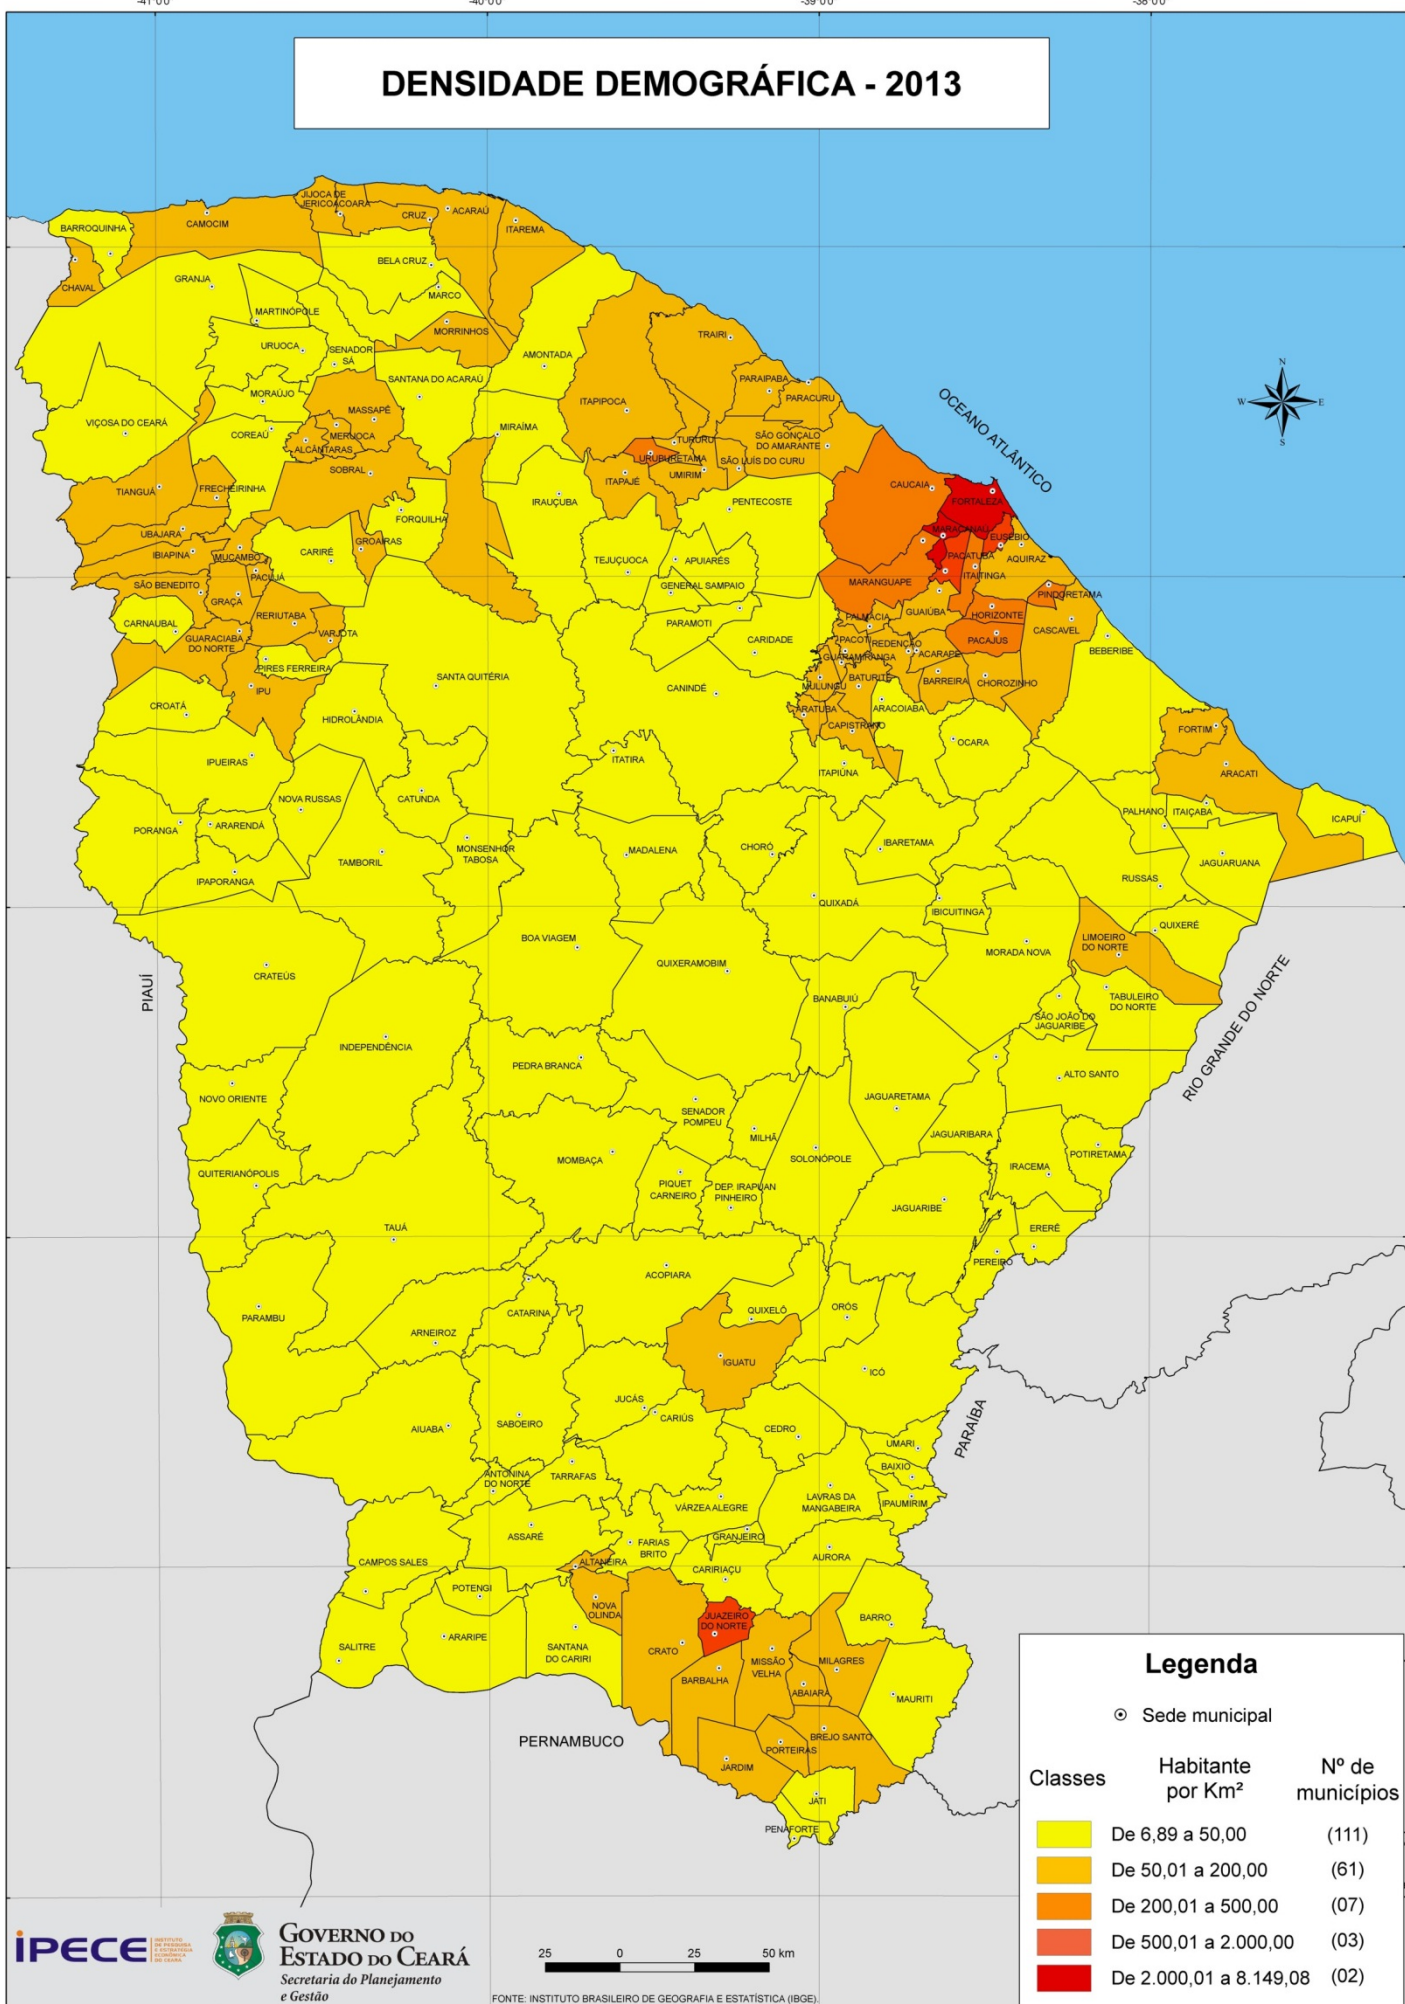 -41°00'
-40°00'
-39°00'
-38°00'
DENSIDADE DEMOGRÁFICA - 2013
JIJOCA DE
JERICOACOARA
CRUZ
ACARAÚ
ITAREMA
CAMOCIM
BARROQUINHA
CHAVAL
BELA CRUZ
GRANJA
MARCO
MARTINÓPOLE
MORRINHOS
URUOCA
SENADOR
SÁ
AMONTADA
TRAIRI
SANTANA DO ACARAÚ
MORAÚJO
PARAIPABA
PARACURU
ITAPIPOCA
MASSAPÊ
VIÇOSA DO CEARÁ
COREAÚ
MERUOCA
MIRAÍMA
ALCÂNTARAS
TURURU
SÃO GONÇALO
DO AMARANTE
OCEANO ATLÂNTICO
N
W
E
S
SOBRAL
URUBURETAMA
UMIRIM
SÃO LUÍS DO CURU
ITAPAJÉ
TIANGUÁ
FRECHEIRINHA
IRAUÇUBA
PENTECOSTE
CAUCAIA
FORTALEZA
FORQUILHA
UBAJARA
MARACANAÚ
EUSÉBIO
IBIAPINA
MUCAMBO
CARIRÉ
GROAÍRAS
TEJUÇUOCA
APUIARÉS
PACATUBA
AQUIRAZ
PACUJÁ
ITAITINGA
SÃO BENEDITO
GENERAL SAMPAIO
MARANGUAPE
PINDORETAMA
GRAÇA
RERIUTABA
GUAIÚBA
HORIZONTE
CARNAUBAL
PARAMOTI
PALMÁCIA
CASCAVEL
GUARACIABA
DO NORTE
VARJOTA
CARIDADE
PACOTI
REDENÇÃO
PACAJUS
GUARAMIRANGA
ACARAPE
BEBERIBE
PIRES FERREIRA
BATURITÉ
BARREIRA
CHOROZINHO
IPU
SANTA QUITÉRIA
CANINDÉ
MULUNGU
CROATÁ
ARATUBA
ARACOIABA
HIDROLÂNDIA
CAPISTRANO
FORTIM
OCARA
IPUEIRAS
ITATIRA
ITAPIÚNA
ARACATI
NOVA RUSSAS
CATUNDA
PALHANO
ITAIÇABA
ICAPUÍ
PORANGA
ARARENDÁ
IBARETAMA
MONSENHOR
TABOSA
MADALENA
CHORÓ
TAMBORIL
JAGUARUANA
IPAPORANGA
RUSSAS
QUIXADÁ
IBICUITINGA
QUIXERÉ
BOA VIAGEM
LIMOEIRO
DO NORTE
MORADA NOVA
QUIXERAMOBIM
CRATEÚS
PIAUÍ
BANABUIÚ
TABULEIRO
DO NORTE
SÃO JOÃO DO
JAGUARIBE
RIO GRANDE DO NORTE
INDEPENDÊNCIA
PEDRA BRANCA
ALTO SANTO
NOVO ORIENTE
JAGUARETAMA
SENADOR
POMPEU
MILHÃ
JAGUARIBARA
MOMBAÇA
SOLONÓPOLE
POTIRETAMA
QUITERIANÓPOLIS
IRACEMA
PIQUET
CARNEIRO
DEP. IRAPUAN
PINHEIRO
JAGUARIBE
TAUÁ
ERERÊ
PEREIRO
ACOPIARA
PARAMBU
CATARINA
QUIXELÔ
ORÓS
ARNEIROZ
IGUATU
ICÓ
JUCÁS
CARIÚS
AIUABA
SABOEIRO
CEDRO
PARAÍBA
UMARI
BAIXIO
ANTONINA
DO NORTE
TARRAFAS
LAVRAS DA
MANGABEIRA
IPAUMIRIM
VÁRZEA ALEGRE
ASSARÉ
GRANJEIRO
FARIAS
BRITO
AURORA
CAMPOS SALES
ALTANEIRA
CARIRIAÇU
POTENGI
NOVA
OLINDA
JUAZEIRO
DO NORTE
BARRO
ARARIPE
SALITRE
SANTANA
DO CARIRI
CRATO
MISSÃO
VELHA
MILAGRES
BARBALHA
ABAIARA
MAURITI
BREJO SANTO
PERNAMBUCO
PORTEIRAS
JARDIM
JATI
PENAFORTE
Legenda
Sede municipal
Classes
Habitante
por Km²
Nº de
municípios
De 6,89 a 50,00 (111)
De 50,01 a 200,00 (61)
De 200,01 a 500,00 (07)
De 500,01 a 2.000,00 (03)
De 2.000,01 a 8.149,08 (02)
IPECE
INSTITUTO
DE PESQUISA
E ESTRATÉGIA
ECONÔMICA
DO CEARÁ
GOVERNO DO
ESTADO DO CEARÁ
Secretaria do Planejamento
e Gestão
25 0 25 50 km
FONTE: INSTITUTO BRASILEIRO DE GEOGRAFIA E ESTATÍSTICA (IBGE).